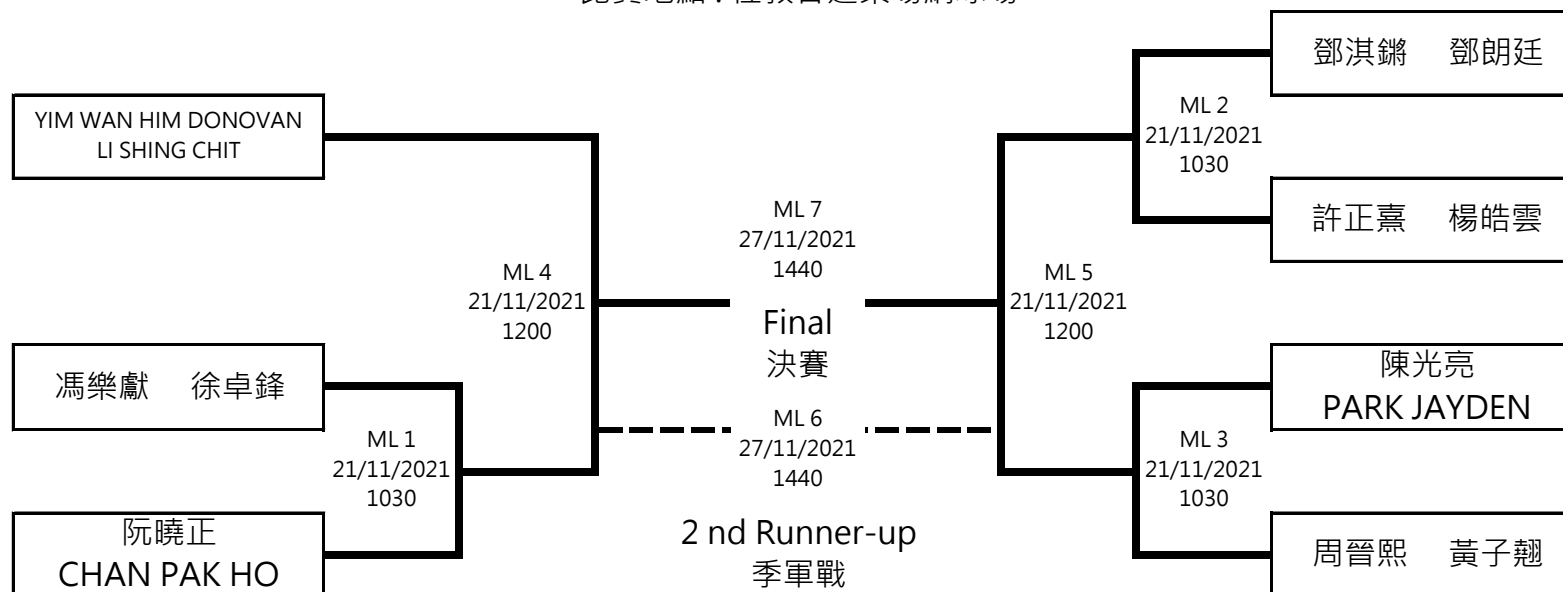 鄧淇鏘 鄧朗廷
ML 2
21/11/2021
1030
YIM WAN HIM DONOVAN
LI SHING CHIT
許正熹 楊皓雲
ML 7
27/11/2021
1440
ML 4
21/11/2021
1200
ML 5
21/11/2021
1200
Final
決賽
馮樂獻 徐卓鋒
陳光亮
PARK JAYDEN
ML 6
27/11/2021
1440
ML 1
21/11/2021
1030
ML 3
21/11/2021
1030
阮曉正
CHAN PAK HO
2 nd Runner-up
季軍戰
周晉熙 黃子翹